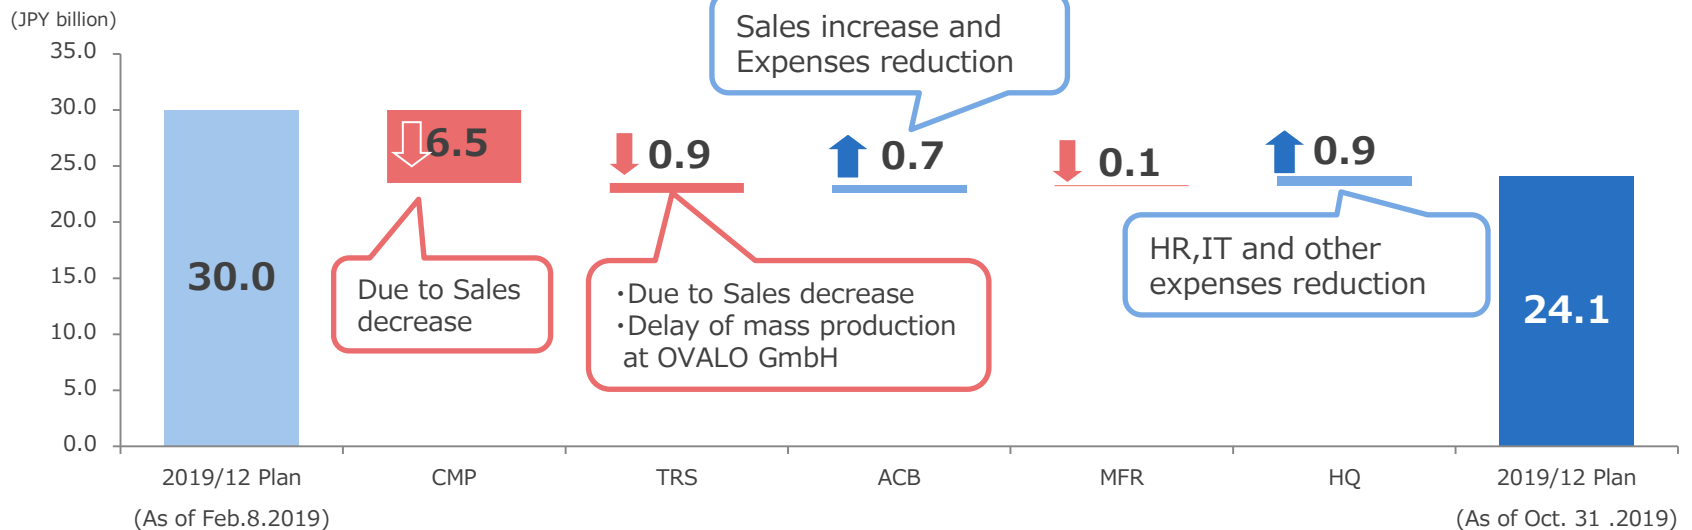 (JPY billion)
35.0
30.0
25.0
20.0
15.0
10.0
5.0
0.0
30.0
6.5
Due to Sales
decrease
0.9
・Due to Sales decrease
・Delay of mass production
at OVALO GmbH
Sales increase and
Expenses reduction
0.7
0.1
0.9
HR,IT and other
expenses reduction
24.1
2019/12 Plan
(As of Feb.8.2019)
CMP
TRS
ACB
MFR
HQ
2019/12 Plan
(As of Oct. 31 .2019)